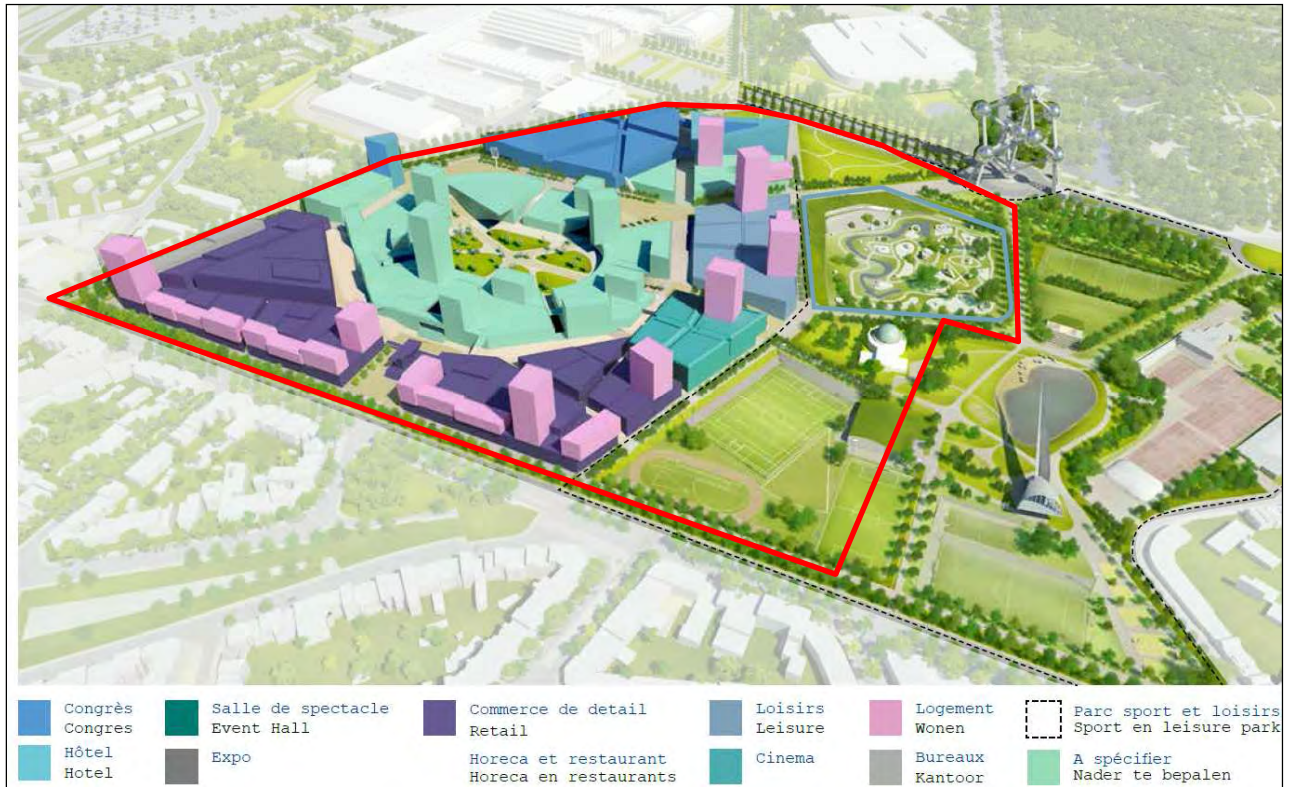 Congrès
Congres
Hôtel
Hotel
Salle de spectacle
Event Hall
Expo
Commerce de detail
Retail
Horeca et restaurant
Horeca en restaurants
Loisirs
Leisure
Cinema
Logement
Wonen
Bureaux
Kantoor
Parc sport et loisirs
Sport en leisure park
A spécifier
Nader te bepalen